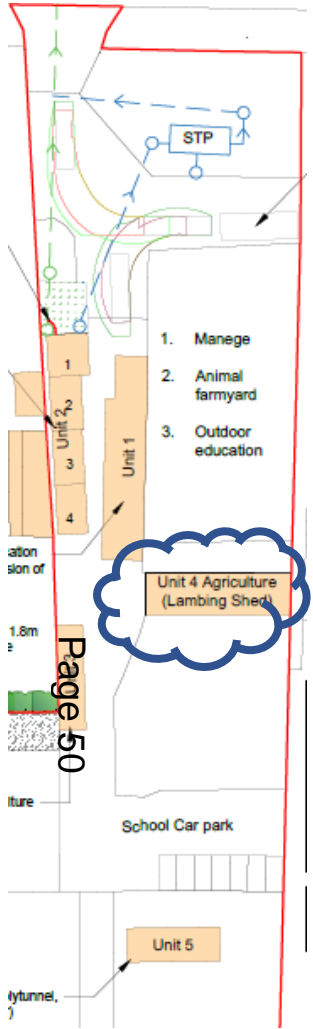 STP
1. Manege
2. Animal
farmyard
3. Outdoor
education
1
2
3
4
Unit 2
Unit 1
Unit 4 Agriculture
(Lambing Shed)
1.8m
Page 50
School Car park
Unit 5